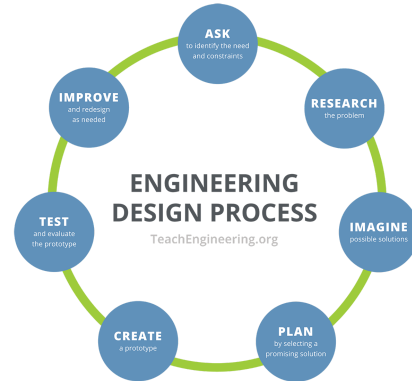 ASK
to identify the need
and constraints
RESEARCH
the problem
IMAGINE
possible solutions
PLAN
by selecting a
promising solution
CREATE
a prototype
TEST
and evaluate
the prototype
IMPROVE
and redesign
as needed
ENGINEERING
DESIGN PROCESS
TeachEngineering.org